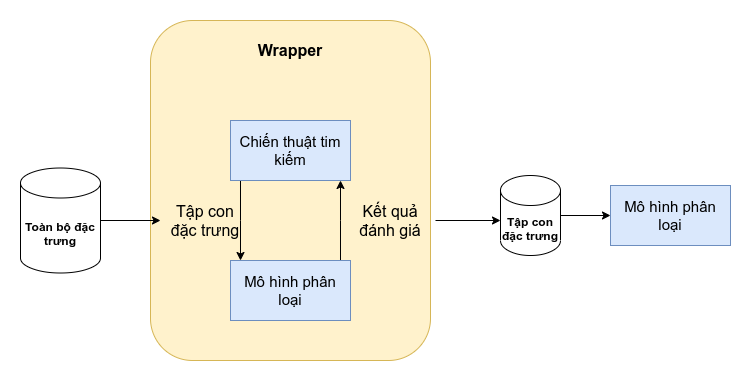 Wrapper
Chiến thuật tim
kiếm
Toàn bộ đặc
trưng
Tập con
đặc trưng
Kết quả
đánh giá
Mô hình phân
loại
Tập con
đặc trưng
Mô hình phân
loại